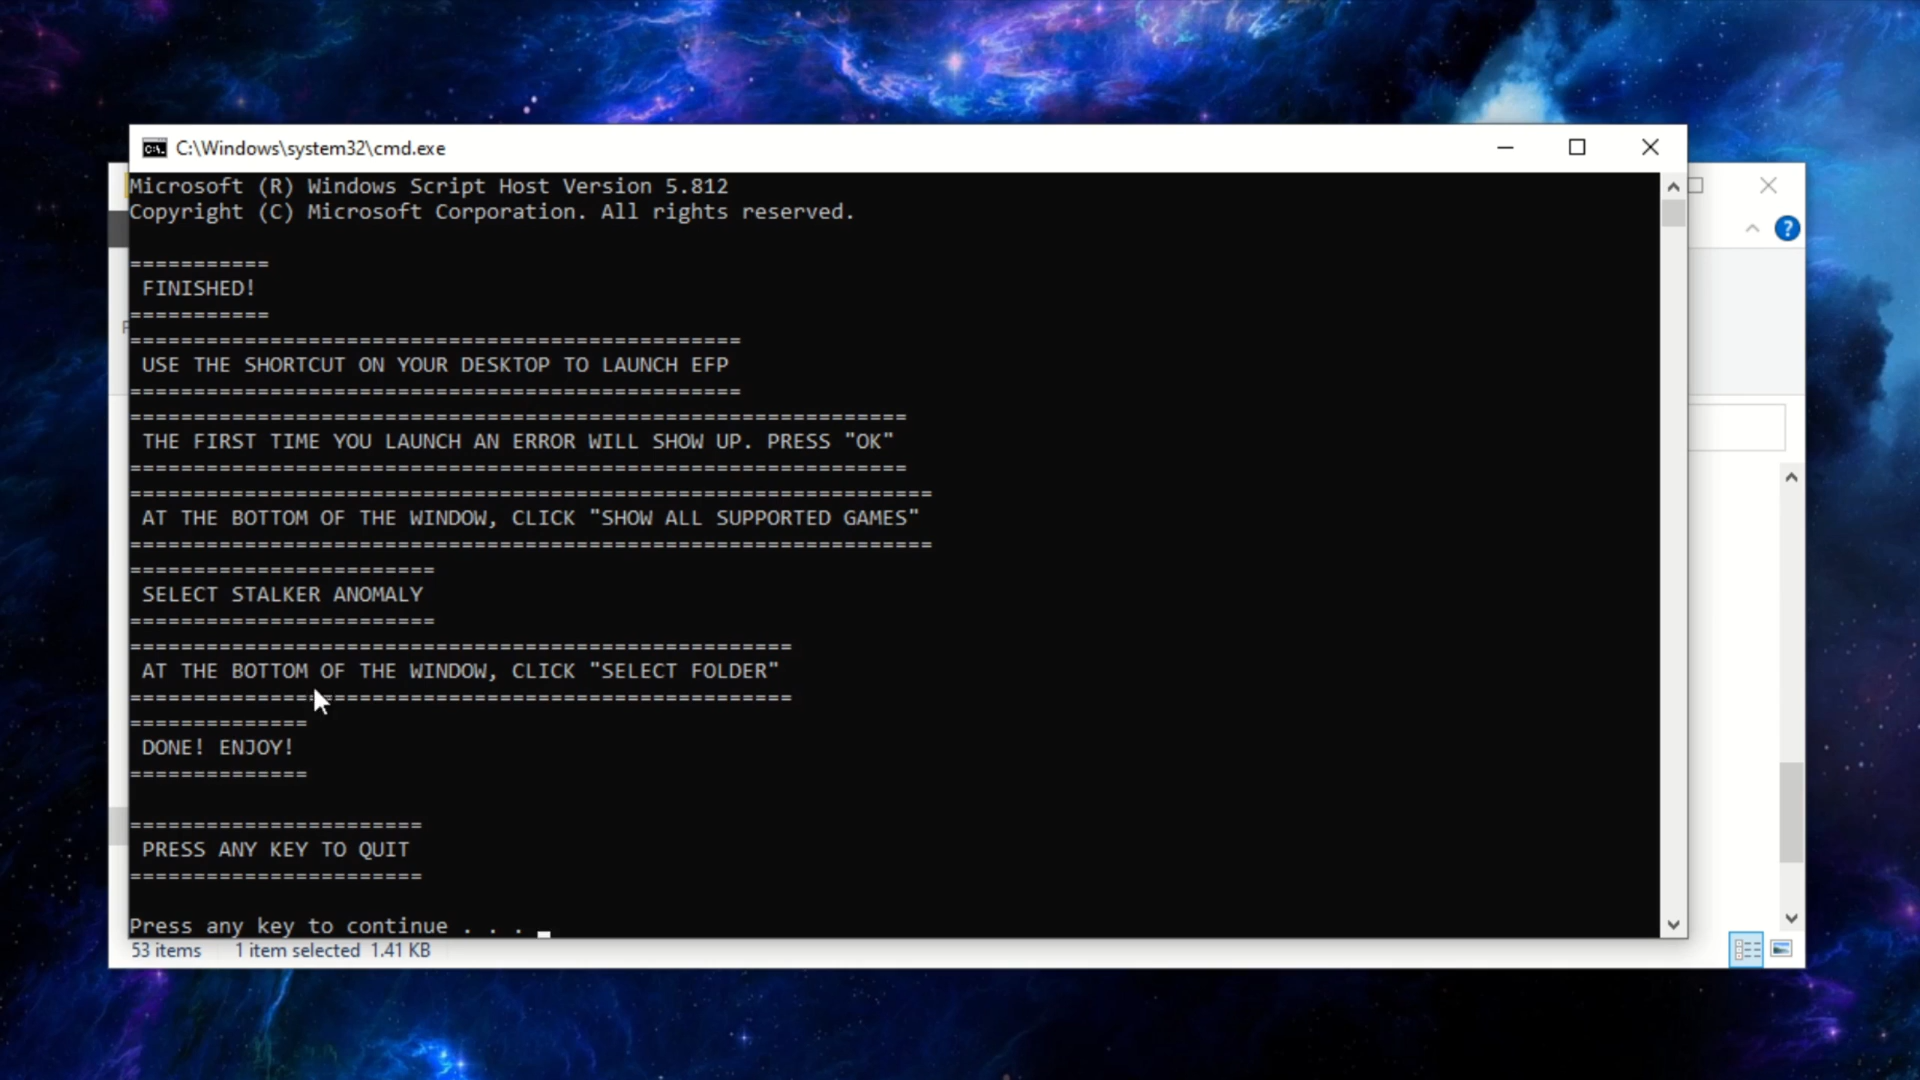 C:\Windows\system32\cmd.exe
Microsoft (R) Windows Script Host Version 5.812
Copyright (C) Microsoft Corporation. All rights reserved.
===========
FINISHED!
===========
================================================
USE THE SHORTCUT ON YOUR DESKTOP TO LAUNCH EFP
================================================
=============================================================
THE FIRST TIME YOU LAUNCH AN ERROR WILL SHOW UP. PRESS "OK"
=============================================================
===============================================================
AT THE BOTTOM OF THE WINDOW, CLICK "SHOW ALL SUPPORTED GAMES"
===============================================================
========================
SELECT STALKER ANOMALY
========================
====================================================
AT THE BOTTOM OF THE WINDOW, CLICK "SELECT FOLDER"
====================================================
==============
DONE! ENJOY!
==============
=======================
PRESS ANY KEY TO QUIT
=======================
Press any key to continue . . .
53 items 1 item selected 1.41 KB